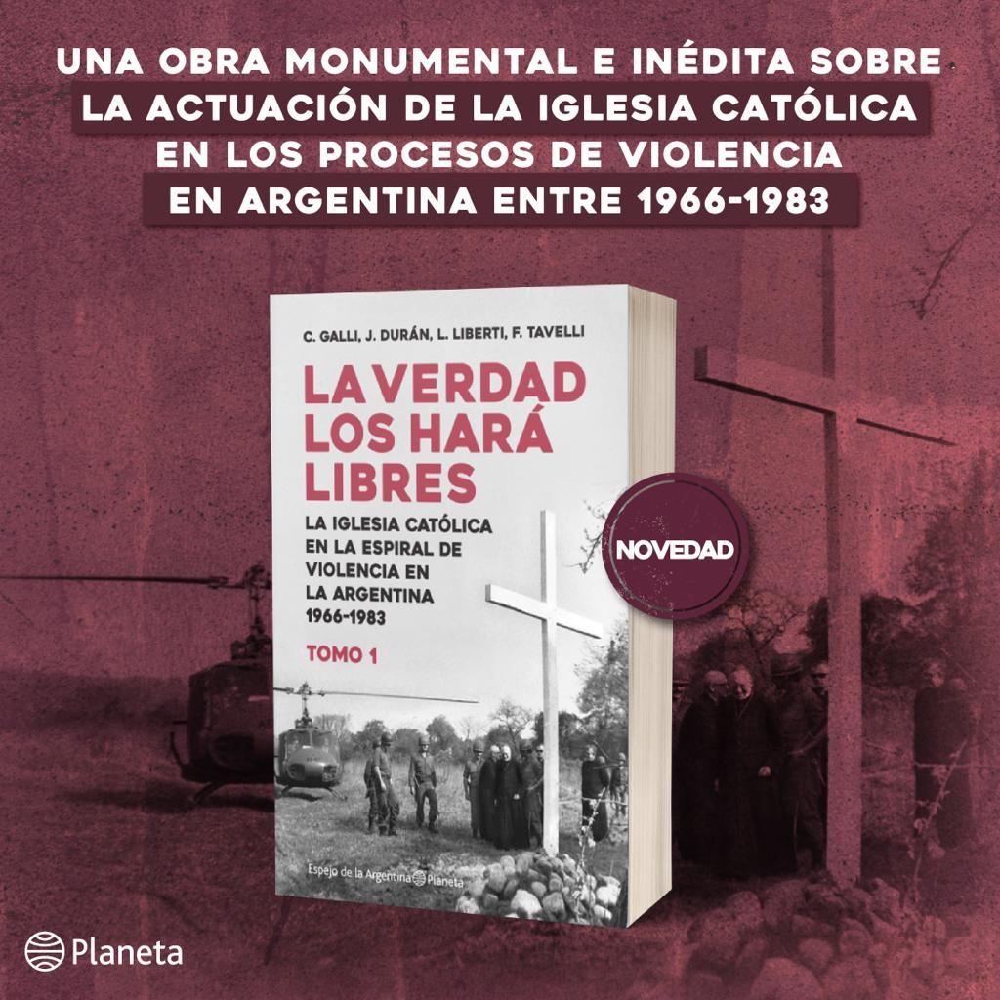 UNA OBRA MONUMENTAL E INÉDITA SOBRE
LA ACTUACIÓN DE LA IGLESIA CATÓLICA
EN LOS PROCESOS DE VIOLENCIA
EN ARGENTINA ENTRE 1966-1983
C. GALLI, J. DURÁN, L. LIBERTI, F. TAVELLI
LA VERDAD
LOS HARÁ
LIBRES
LA IGLESIA CATÓLICA
EN LA ESPIRAL DE
VIOLENCIA EN
LA ARGENTINA
1966-1983
TOMO 1
NOVEDAD
Espejo de la Argentina Planeta
Planeta